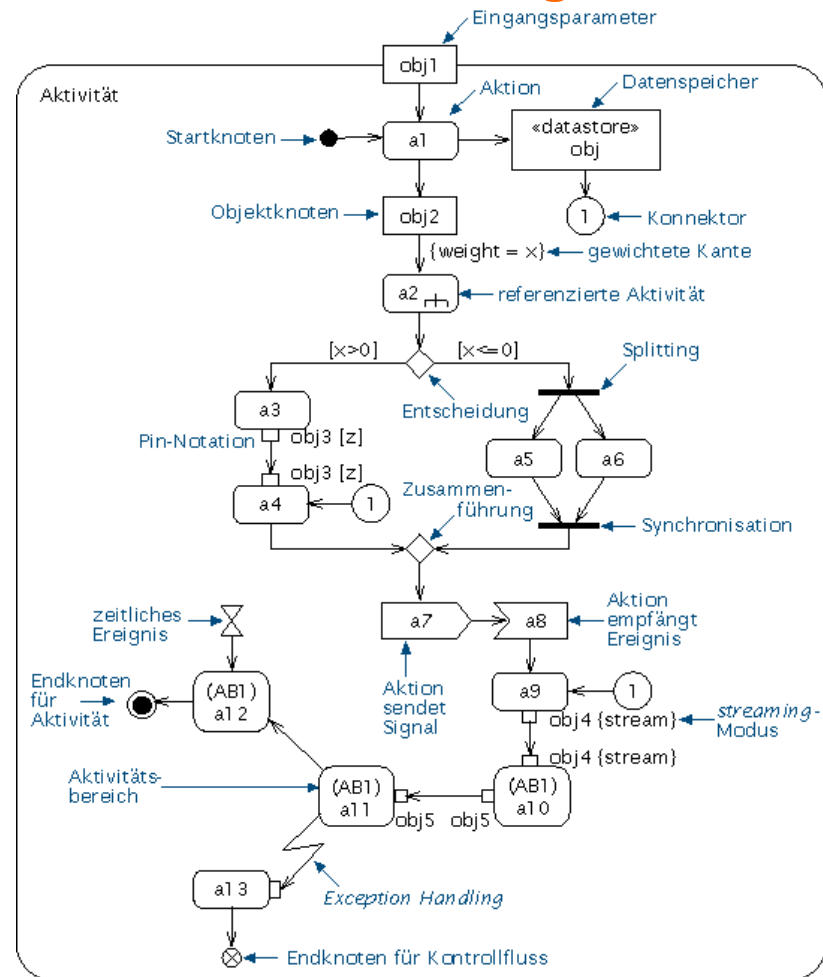 Eingangsparameter
obj1
Aktivität
Aktion
Datenspeicher
Startknoten
a1
«datastore»
obj
Objektknoten
obj2
1
Konnektor
{weight = x}
gewichtete Kante
a2
referenzierte Aktivität
[x>0]
[x<=0]
Splitting
Entscheidung
a3
Pin-Notation
obj3 [z]
obj3 [z]
a4
1
a5
a6
Zusammen-
führung
Synchronisation
zeitliches
Ereignis
a7
a8
Aktion
empfängt
Ereignis
Endknoten
für
Aktivität
(AB1)
a12
Aktion
sendet
Signal
a9
1
obj4 {stream}
streaming-
Modus
obj4 {stream}
Aktivitäts-
bereich
(AB1)
a11
obj5
obj5
(AB1)
a10
a13
Exception Handling
Endknoten für Kontrollfluss